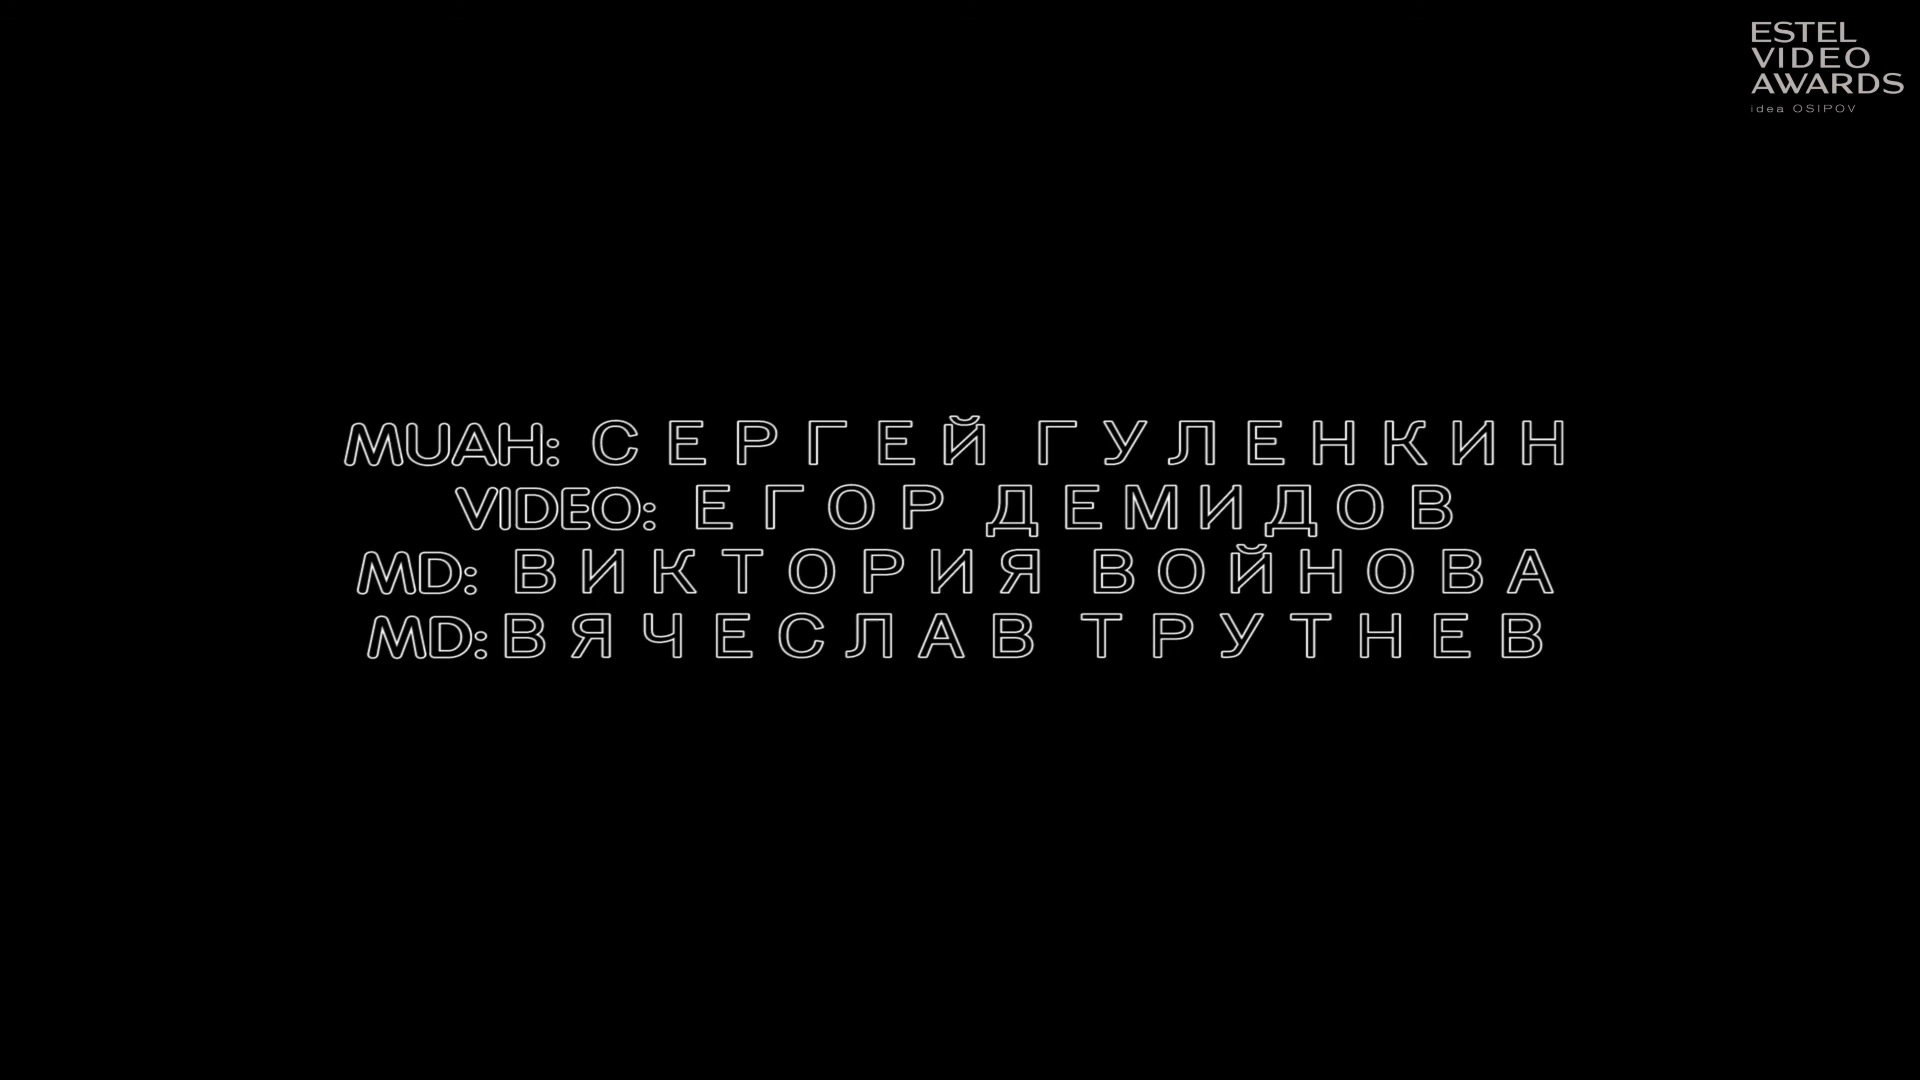 ESTEL
VIDEO
AWARDS
idea OSIPOV
MUAH: СЕРГЕЙ ГУЛЕНКИН
VIDEO: ЕГОР ДЕМИДОВ
MD: ВИКТОРИЯ ВОЙНОВА
MD: ВЯЧЕСЛАВ ТРУТНЕВ